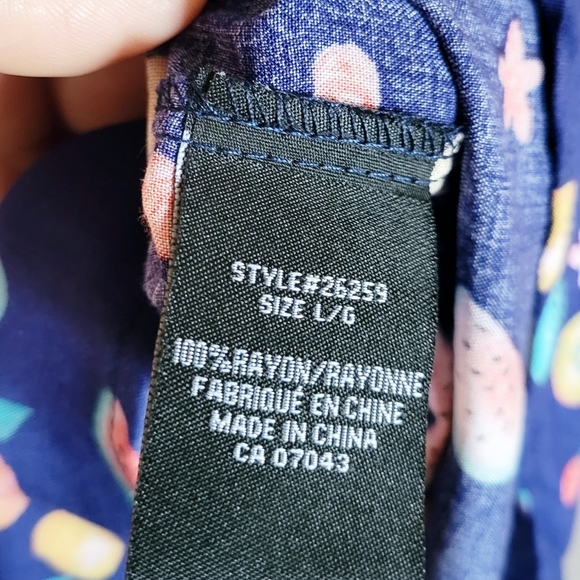 STYLE#26259
SIZE L/G
100%RAYON/RAYONNE
FABRIQUÉ EN CHINE
MADE IN CHINA
CA 07043